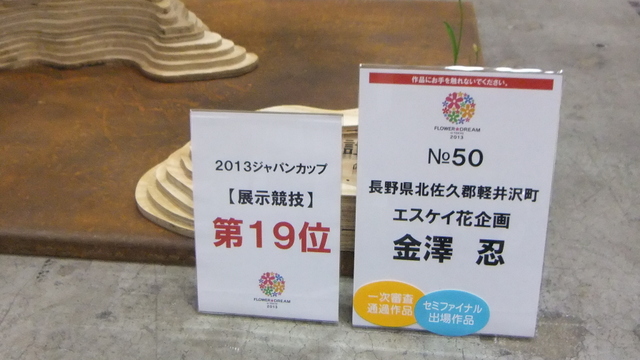 2013ジャパンカップ
【展示競技】
第19位
FLOWER DREAM
2013
作品にお手を触れないでください。
FLOWER DREAM
2013
№50
長野県北佐久郡軽井沢町
エスケイ花企画
金澤 忍
一次審査
通過作品
セミファイナル
出場作品